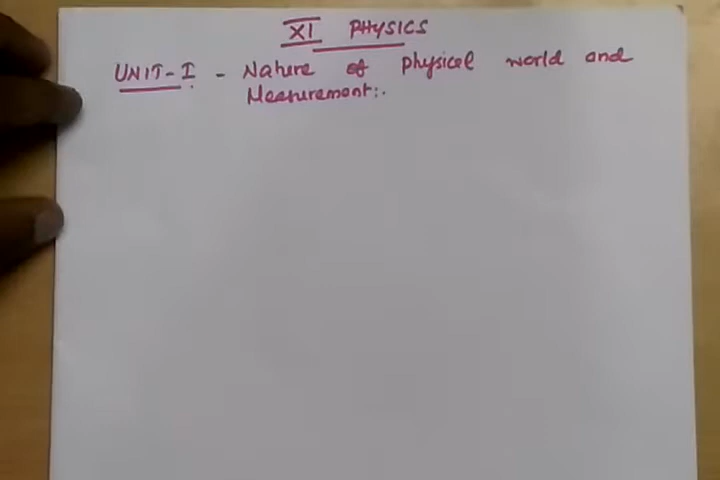 XI PHYSICS
UNIT-I - Nature of physical world and
Measurement:.